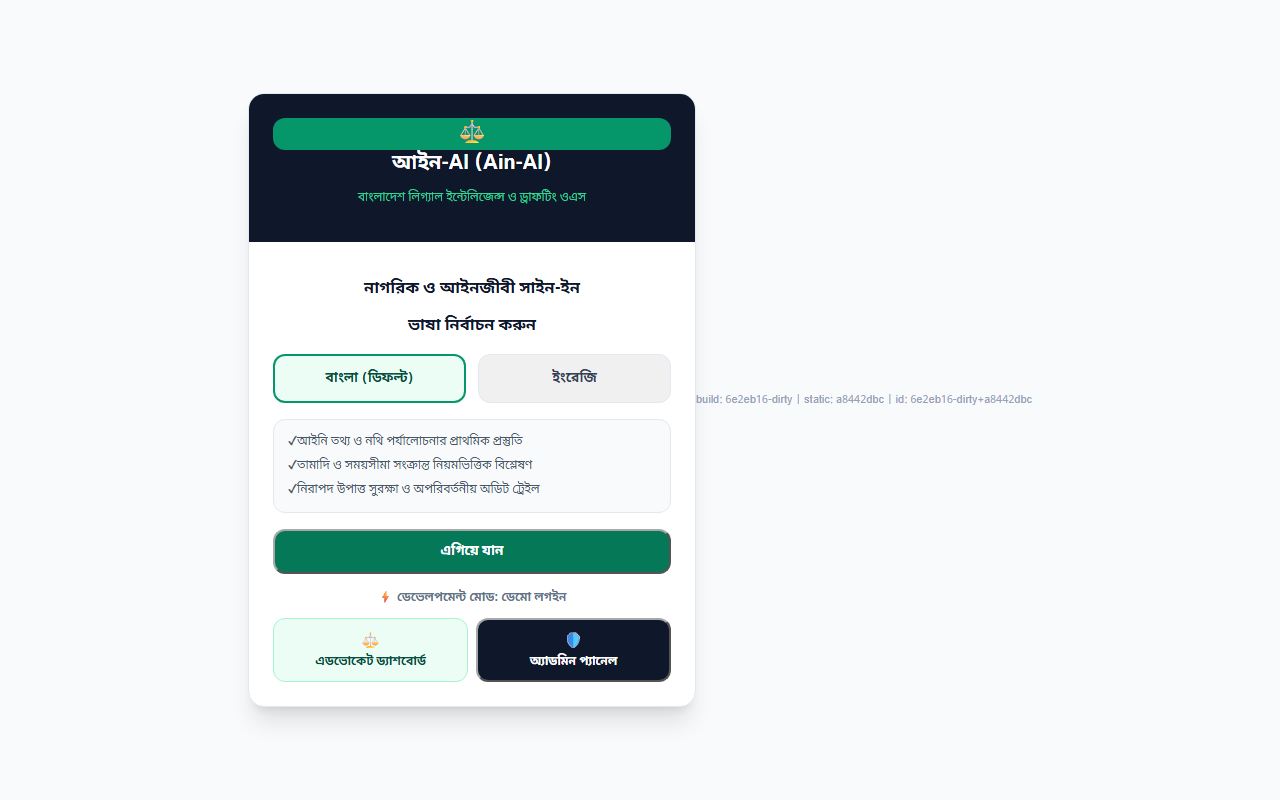 আইন-AI (Ain-AI)
বাংলাদেশ লিগ্যাল ইন্টেলিজেন্স ও ড্রাফটিং ওএস
নাগরিক ও আইনজীবী সাইন-ইন
ভাষা নির্বাচন করুন
বাংলা (ডিফল্ট)
ইংরেজি
✓আইনি তথ্য ও নথি পর্যালোচনার প্রাথমিক প্রস্তুতি
✓তামাদি ও সময়সীমা সংক্রান্ত নিয়মভিত্তিক বিশ্লেষণ
✓নিরাপদ উপাত্ত সুরক্ষা ও অপরিবর্তনীয় অডিট ট্রেইল
এগিয়ে যান
⚡ ডেভেলপমেন্ট মোড: ডেমো লগইন
এডভোকেট ড্যাশবোর্ড
অ্যাডমিন প্যানেল
build: 6e2eb16-dirty | static: a8442dbc | id: 6e2eb16-dirty+a8442dbc